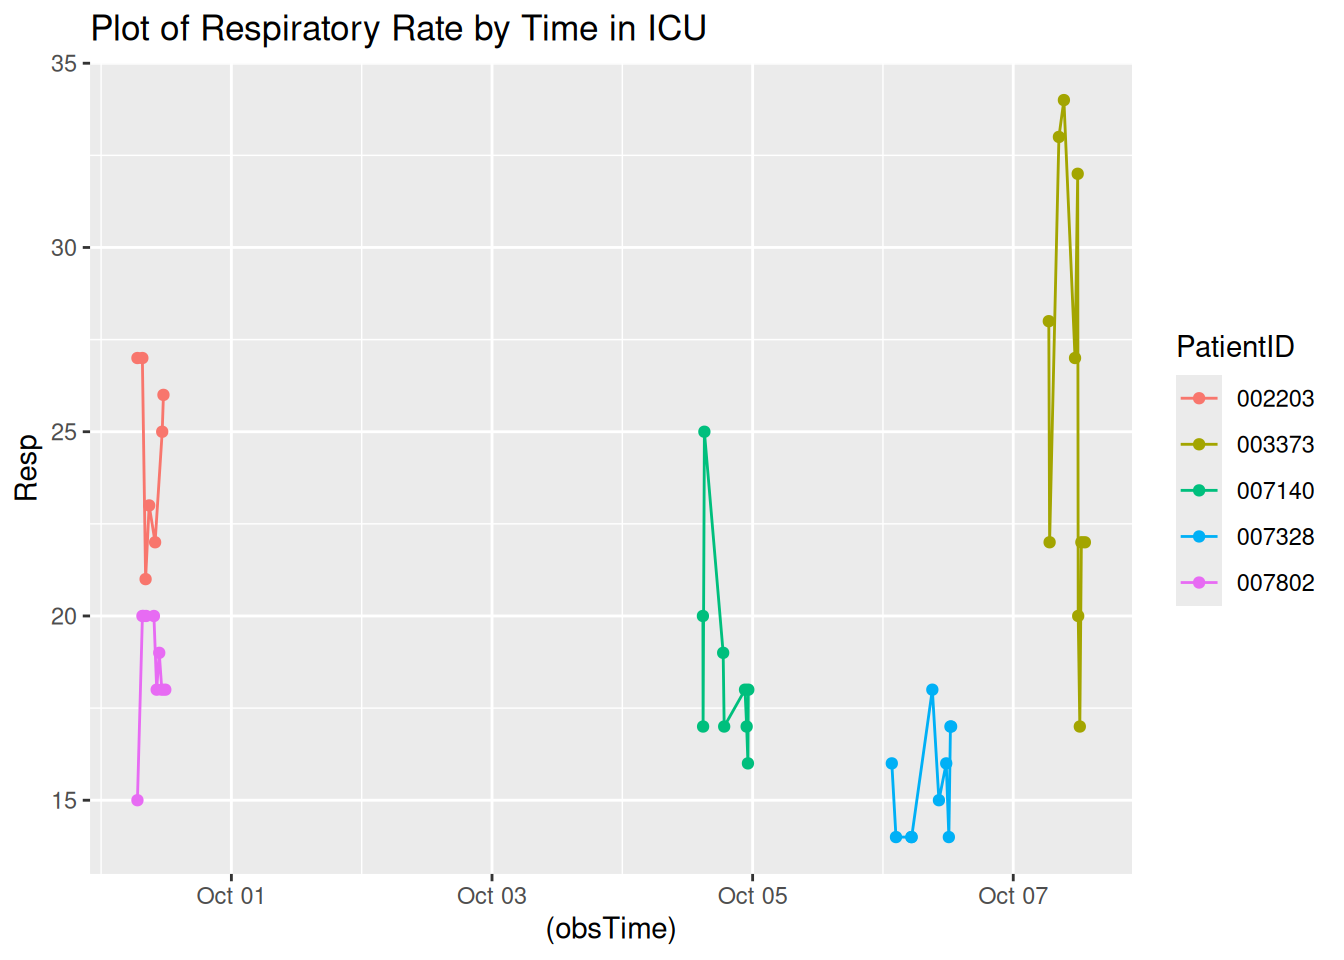 Plot of Respiratory Rate by Time in ICU
35
30
25
20
15
Resp
Oct 01 Oct 03 Oct 05 Oct 07
(obsTime)
PatientID
002203
003373
007140
007328
007802